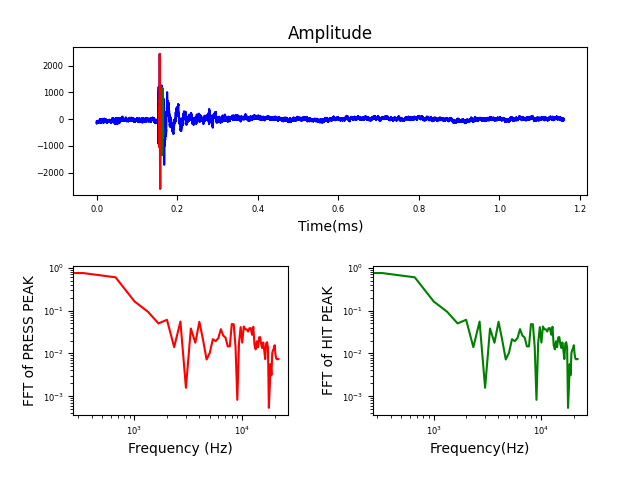 Amplitude
2000
1000
0
−1000
−2000
0.0 0.2 0.4 0.6 0.8 1.0 1.2
Time(ms)
FFT of PRESS PEAK
10⁰
10⁻¹
10⁻²
10⁻³
10³ 10⁴
Frequency (Hz)
FFT of HIT PEAK
10⁰
10⁻¹
10⁻²
10⁻³
10³ 10⁴
Frequency(Hz)